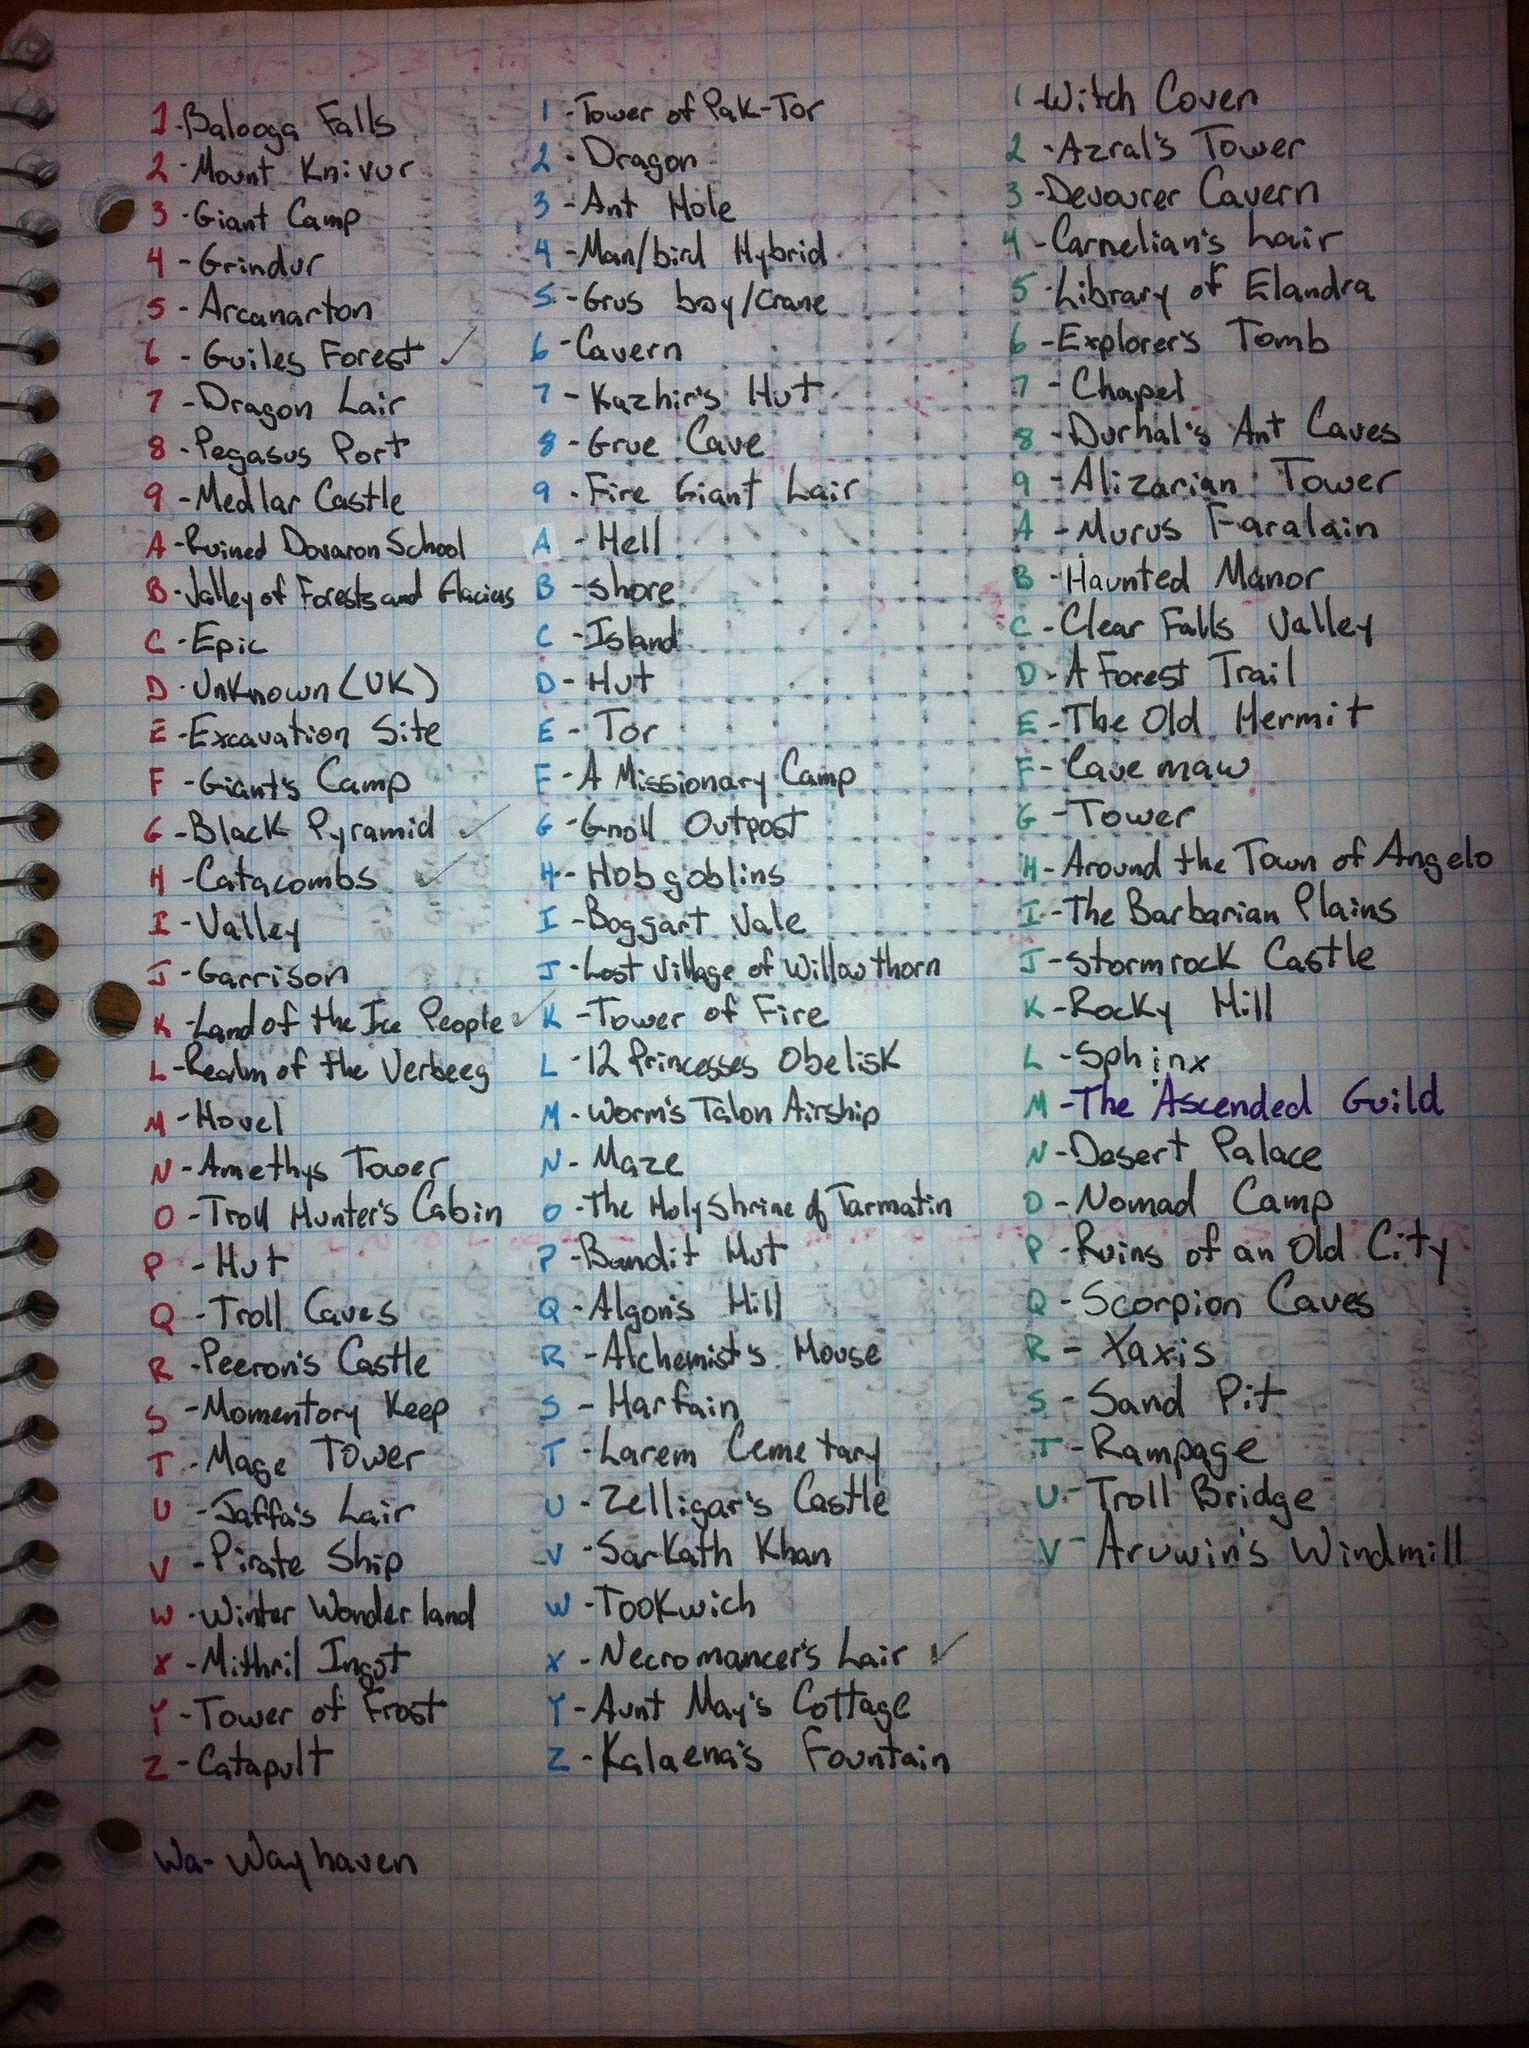 1-Balooga Falls
2-Mount Knivur
3-Giant Camp
4-Grindur
5-Arcanarton
6-Guiles Forest ✓
7-Dragon Lair
8-Pegasus Port
9-Medlar Castle
A-Ruined Dovaron School
B-Valley of Forests and Glaciers
C-Epic
D-Unknown (UK)
E-Excavation Site
F-Giant's Camp
G-Black Pyramid ✓
H-Catacombs ✓
I-Valley
J-Garrison
K-Land of the Ice People ✓
L-Realm of the Verbeeg
M-Hovel
N-Amethys Tower
O-Troll Hunter's Cabin
P-Hut
Q-Troll Caves
R-Peeron's Castle
S-Momentory Keep
T-Mage Tower
U-Jaffa's Lair
V-Pirate Ship
W-Winter Wonderland
X-Mithril Ingot
Y-Tower of Frost
Z-Catapult
Wa-Wayhaven
1-Tower of Pak-Tor
2-Dragon
3-Ant Hole
4-Man/bird Hybrid
5-Grus boy/crane
6-Cavern
7-Kazhir's Hut
8-Grue Cave
9-Fire Giant Lair
A-Hell
B-shore
C-Island
D-Hut
E-Tor
F-A Missionary Camp
G-Gnoll Outpost
H-Hobgoblins
I-Boggart Vale
J-Lost Village of Willowthorn
K-Tower of Fire
L-12 Princesses Obelisk
M-Worm's Talon Airship
N-Maze
O-The Holy Shrine of Tarmatin
P-Bandit Hut
Q-Algon's Hill
R-Alchemist's House
S-Harfain
T-Larem Cemetary
U-Zelligar's Castle
V-Sarkath Khan
W-Tookwich
X-Necromancer's Lair ✓
Y-Aunt May's Cottage
Z-Kalaena's Fountain
1-Witch Coven
2-Azral's Tower
3-Devourer Cavern
4-Carnelian's Lair
5-Library of Elandra
6-Explorer's Tomb
7-Chapel
8-Durhal's Ant Caves
9-Alizarian Tower
A-Murus Faralain
B-Haunted Manor
C-Clear Falls Valley
D-A Forest Trail
E-The Old Hermit
F-Cave maw
G-Tower
H-Around the Town of Angelo
I-The Barbarian Plains
J-Stormrock Castle
K-Rocky Hill
L-Sphinx
M-The Ascended Guild
N-Desert Palace
O-Nomad Camp
P-Ruins of an Old City
Q-Scorpion Caves
R-Xaxis
S-Sand Pit
T-Rampage
U-Troll Bridge
V-Aruwin's Windmill